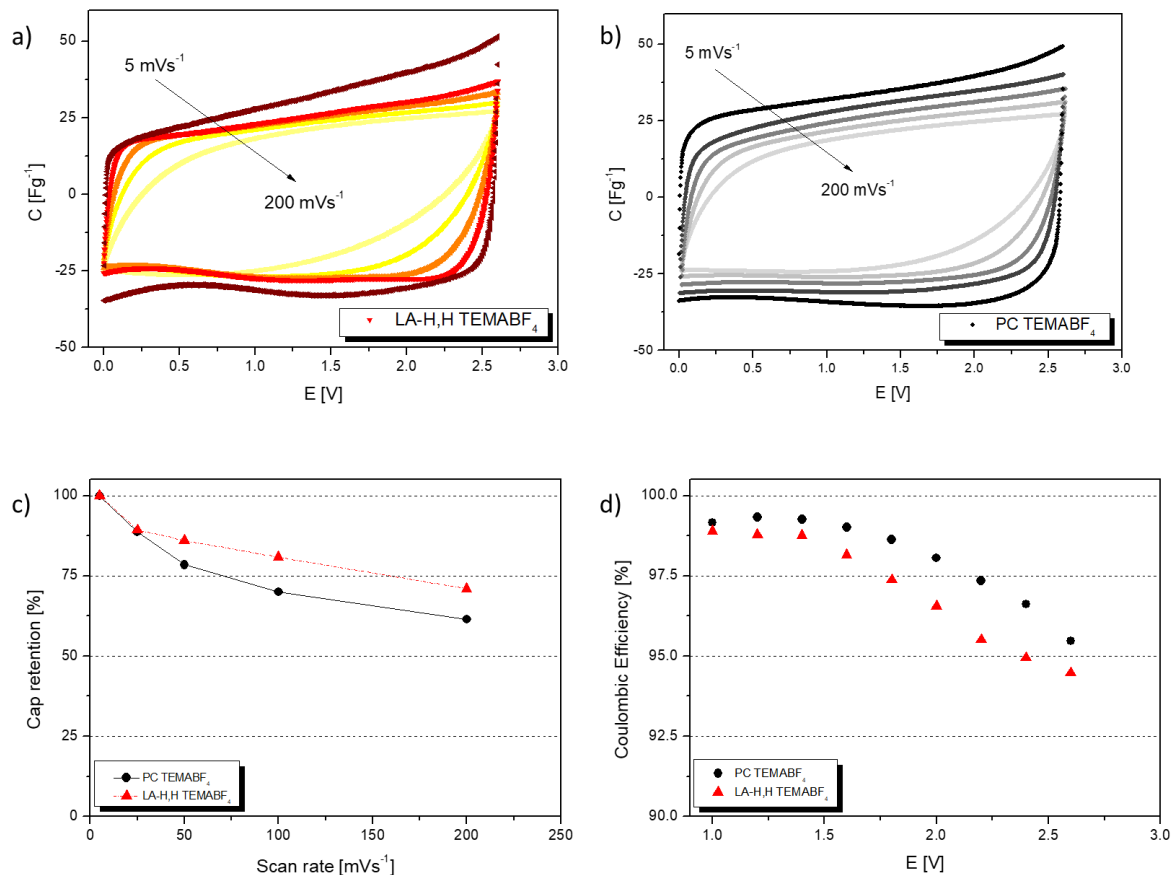 a)
50
25
0
-25
-50
C [Fg⁻¹]
5 mVs⁻¹
200 mVs⁻¹
LA-H,H TEMABF₄
0.0 0.5 1.0 1.5 2.0 2.5 3.0
E [V]
b)
50
25
0
-25
-50
C [Fg⁻¹]
5 mVs⁻¹
200 mVs⁻¹
PC TEMABF₄
0.0 0.5 1.0 1.5 2.0 2.5 3.0
E [V]
c)
100
75
50
25
0
Cap retention [%]
PC TEMABF₄
LA-H,H TEMABF₄
0 50 100 150 200 250
Scan rate [mVs⁻¹]
d)
100.0
97.5
95.0
92.5
90.0
Coulombic Efficiency [%]
PC TEMABF₄
LA-H,H TEMABF₄
1.0 1.5 2.0 2.5 3.0
E [V]